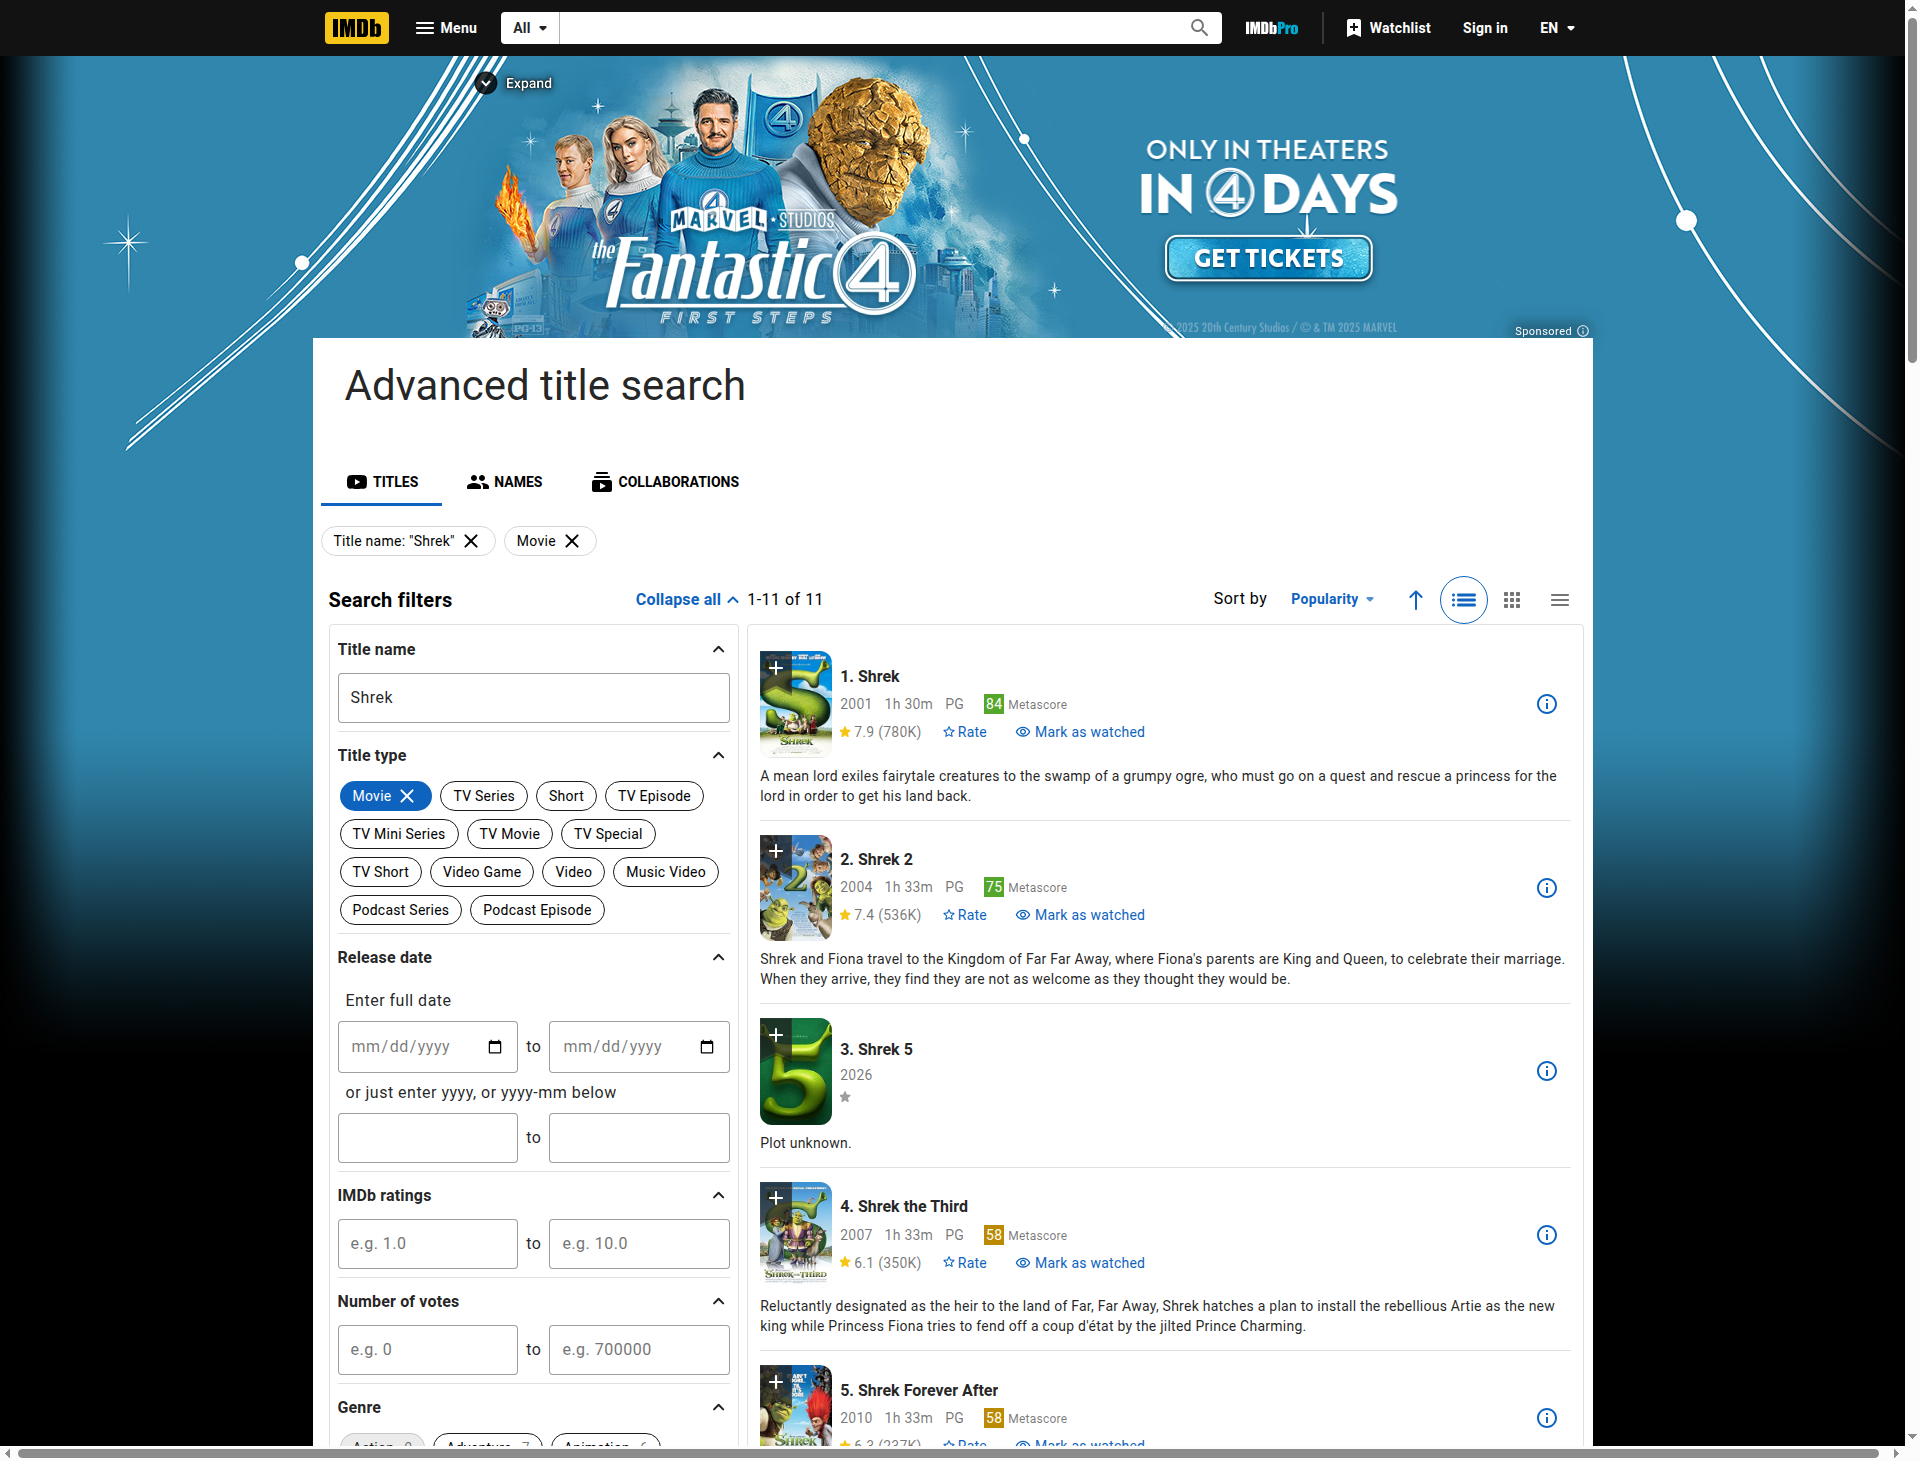 IMDb Menu All IMDbPro Watchlist Sign in EN
Expand
ONLY IN THEATERS
IN 4 DAYS
GET TICKETS
MARVEL STUDIOS
the Fantastic 4
FIRST STEPS
PG-13
© 2025 20th Century Studios / © & TM 2025 MARVEL
Sponsored
Advanced title search
TITLES NAMES COLLABORATIONS
Title name: "Shrek" Movie
Search filters Collapse all 1-11 of 11 Sort by Popularity
Title name
Shrek
Title type
Movie TV Series Short TV Episode
TV Mini Series TV Movie TV Special
TV Short Video Game Video Music Video
Podcast Series Podcast Episode
Release date
Enter full date
mm/dd/yyyy to mm/dd/yyyy
or just enter yyyy, or yyyy-mm below
to
IMDb ratings
e.g. 1.0 to e.g. 10.0
Number of votes
e.g. 0 to e.g. 700000
Genre
Adventure 7 Animation 6
1. Shrek
2001 1h 30m PG 84 Metascore
7.9 (780K) Rate Mark as watched
A mean lord exiles fairytale creatures to the swamp of a grumpy ogre, who must go on a quest and rescue a princess for the
lord in order to get his land back.
2. Shrek 2
2004 1h 33m PG 75 Metascore
7.4 (536K) Rate Mark as watched
Shrek and Fiona travel to the Kingdom of Far Far Away, where Fiona's parents are King and Queen, to celebrate their marriage.
When they arrive, they find they are not as welcome as they thought they would be.
3. Shrek 5
2026
Plot unknown.
4. Shrek the Third
2007 1h 33m PG 58 Metascore
6.1 (350K) Rate Mark as watched
Reluctantly designated as the heir to the land of Far, Far Away, Shrek hatches a plan to install the rebellious Artie as the new
king while Princess Fiona tries to fend off a coup d'état by the jilted Prince Charming.
5. Shrek Forever After
2010 1h 33m PG 58 Metascore
6.3 (237K) Rate Mark as watched